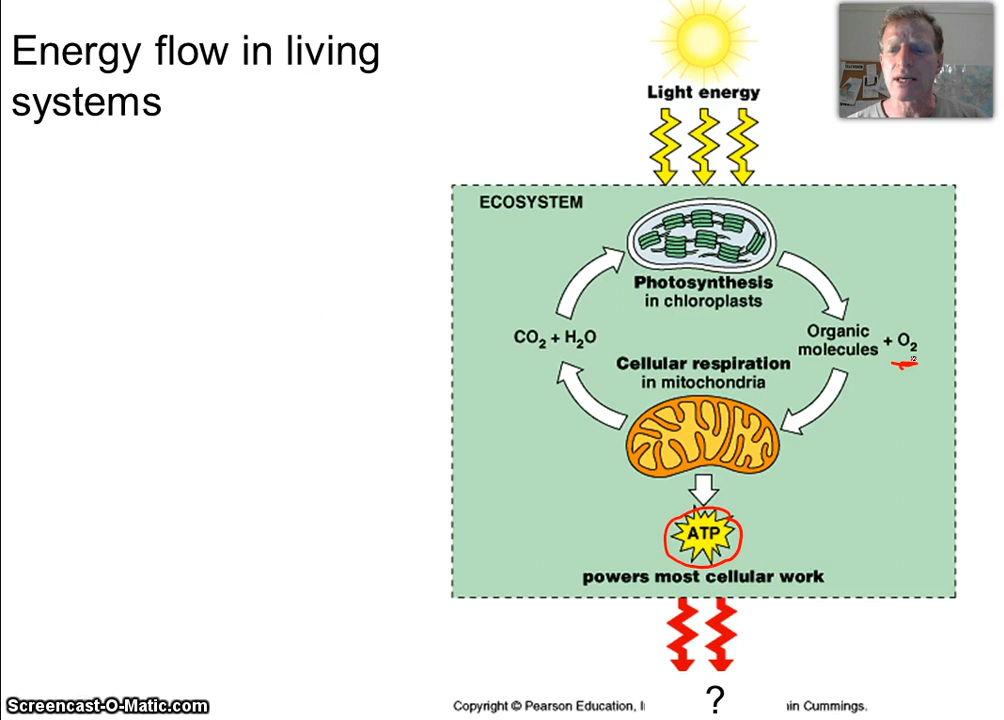 Energy flow in living
systems
Light energy
ECOSYSTEM
Photosynthesis
in chloroplasts
CO₂ + H₂O
Organic
molecules + O₂
Cellular respiration
in mitochondria
ATP
powers most cellular work
?
Screencast-O-Matic.com
Copyright © Pearson Education, in Cummings.